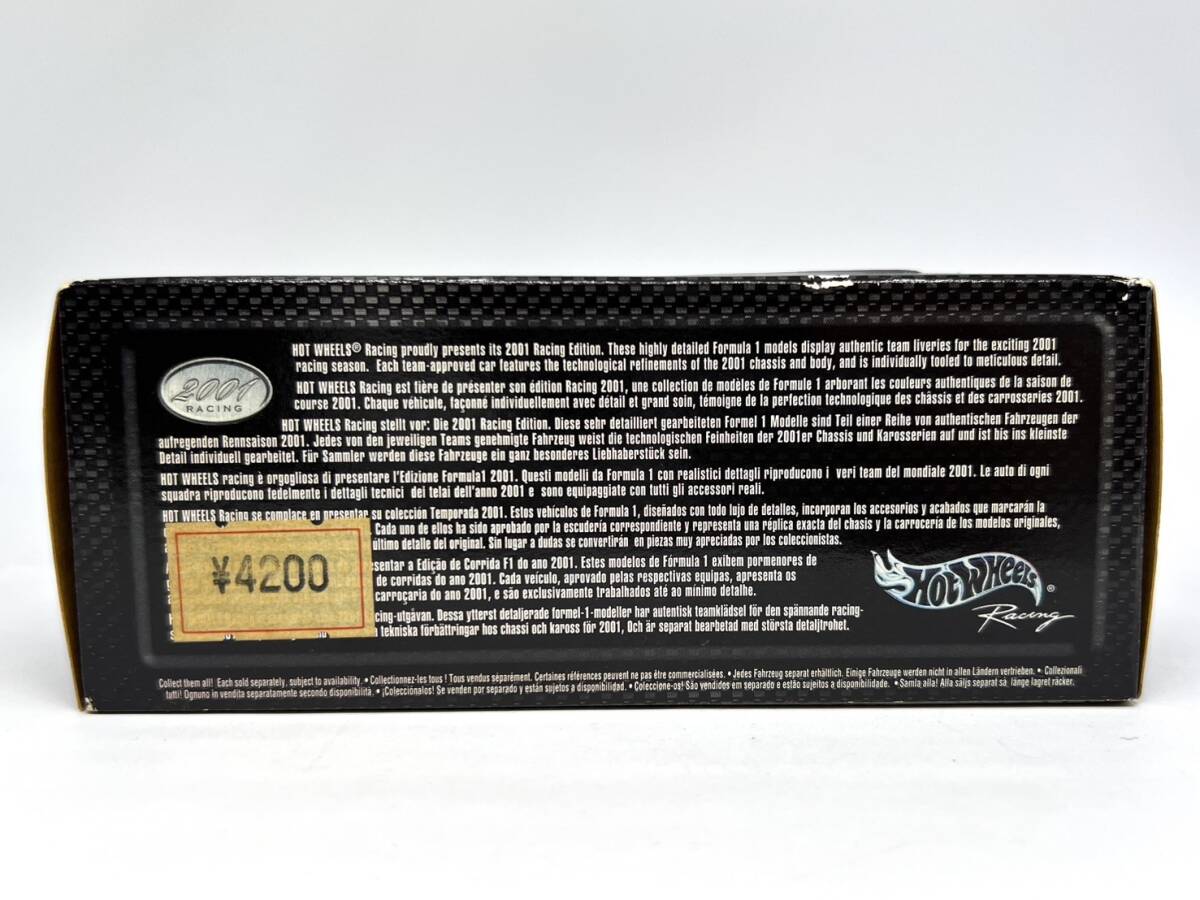 HOT WHEELS® Racing proudly presents its 2001 Racing Edition. These highly detailed Formula 1 models display authentic team liveries for the exciting 2001
racing season. Each team-approved car features the technological refinements of the 2001 chassis and body, and is individually tooled to meticulous detail.
2001
RACING
HOT WHEELS Racing est fière de présenter son édition Racing 2001, une collection de modèles de Formule 1 arborant les couleurs authentiques de la saison de
course 2001. Chaque véhicule, façonné individuellement avec détail et grand soin, témoigne de la perfection technologique des châssis et des carrosseries 2001.
HOT WHEELS Racing stellt vor: Die 2001 Racing Edition. Diese sehr detailliert gearbeiteten Formel 1 Modelle sind Teil einer Reihe von authentischen Fahrzeugen der
aufregenden Rennsaison 2001. Jedes von den jeweiligen Teams genehmigte Fahrzeug weist die technologischen Feinheiten der 2001er Chassis und Karosserien auf und ist bis ins kleinste
Detail individuell gearbeitet. Für Sammler werden diese Fahrzeuge ein ganz besonderes Liebhaberstück sein.
HOT WHEELS racing è orgogliosa di presentare l'Edizione Formula1 2001. Questi modelli da Formula 1 con realistici dettagli riproducono i veri team del mondiale 2001. Le auto di ogni
squadra riproducono fedelmente i dettagli tecnici dei telai dell'anno 2001 e sono equipaggiate con tutti gli accessori reali.
HOT WHEELS Racing se complace en presentar su colección Temporada 2001. Estos vehículos de Formula 1, diseñados con todo lujo de detalles, incorporan los accesorios y acabados que marcarán la
Cada uno de ellos ha sido aprobado por la escudería correspondiente y representa una réplica exacta del chasis y la carrocería de los modelos originales,
último detalle del original. Sin lugar a dudas se convertirán en piezas muy apreciadas por los coleccionistas.
sentar a Edição de Corrida F1 do ano 2001. Estes modelos de Fórmula 1 exibem pormenores de
de corridas do ano 2001. Cada veículo, aprovado pelas respectivas equipas, apresenta os
carroçaria do ano 2001, e são exclusivamente trabalhados até ao mínimo detalhe.
cing-utgåvan. Dessa ytterst detaljerade formel-1-modeller har autentisk teamklädsel för den spännande racing-
tekniska förbättringar hos chassi och kaross för 2001, Och är separat bearbetad med största detaljtrohet.
¥4200
HOT WHEELS®
Racing
Collect them all! Each sold separately, subject to availability. • Collectionnez-les tous ! Tous vendus séparément. Certaines références peuvent ne pas être commercialisées. • Jedes Fahrzeug separat erhältlich. Einige Fahrzeuge werden nicht in allen Ländern vertrieben. • Collezionali
tutti! Ognuno in vendita separatamente secondo disponibilità. • ¡Colecciónalos! Se venden por separado y están sujetos a disponibilidad. • Coleccione-os! São vendidos em separado e estão sujeitos a disponibilidade. • Samla alla! Alla säljs separat så länge lagret räcker.